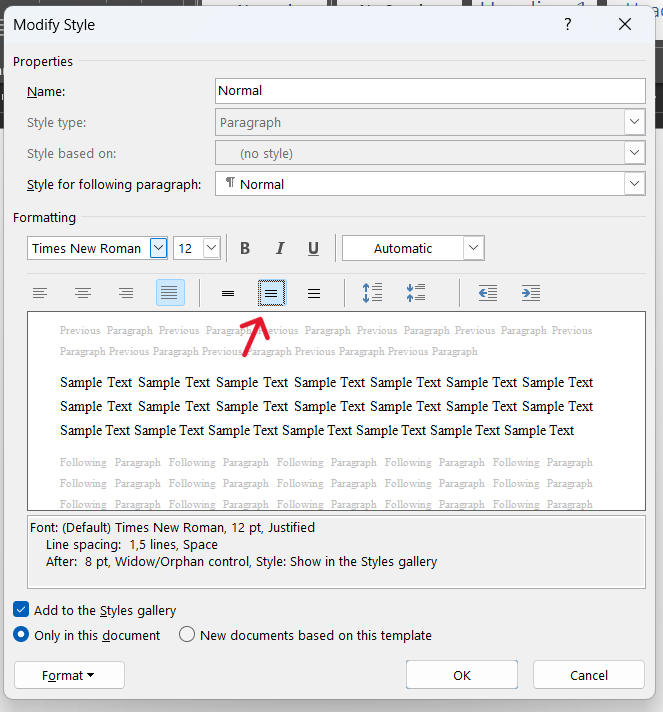 Modify Style
?
Properties
Name:
Normal
Style type:
Paragraph
Style based on:
(no style)
Style for following paragraph:
¶ Normal
Formatting
Times New Roman
12
B
I
U
Automatic
Previous Paragraph Previous Paragraph Previous Paragraph Previous Paragraph Previous Paragraph Previous
Paragraph Previous Paragraph Previous Paragraph Previous Paragraph Previous Paragraph
Sample Text Sample Text Sample Text Sample Text Sample Text Sample Text Sample Text
Sample Text Sample Text Sample Text Sample Text Sample Text Sample Text Sample Text
Sample Text Sample Text Sample Text Sample Text Sample Text Sample Text Sample Text
Following Paragraph Following Paragraph Following Paragraph Following Paragraph Following Paragraph
Following Paragraph Following Paragraph Following Paragraph Following Paragraph Following Paragraph
Following Paragraph Following Paragraph Following Paragraph Following Paragraph Following Paragraph
Font: (Default) Times New Roman, 12 pt, Justified
Line spacing: 1,5 lines, Space
After: 8 pt, Widow/Orphan control, Style: Show in the Styles gallery
Add to the Styles gallery
Only in this document
New documents based on this template
Format
OK
Cancel